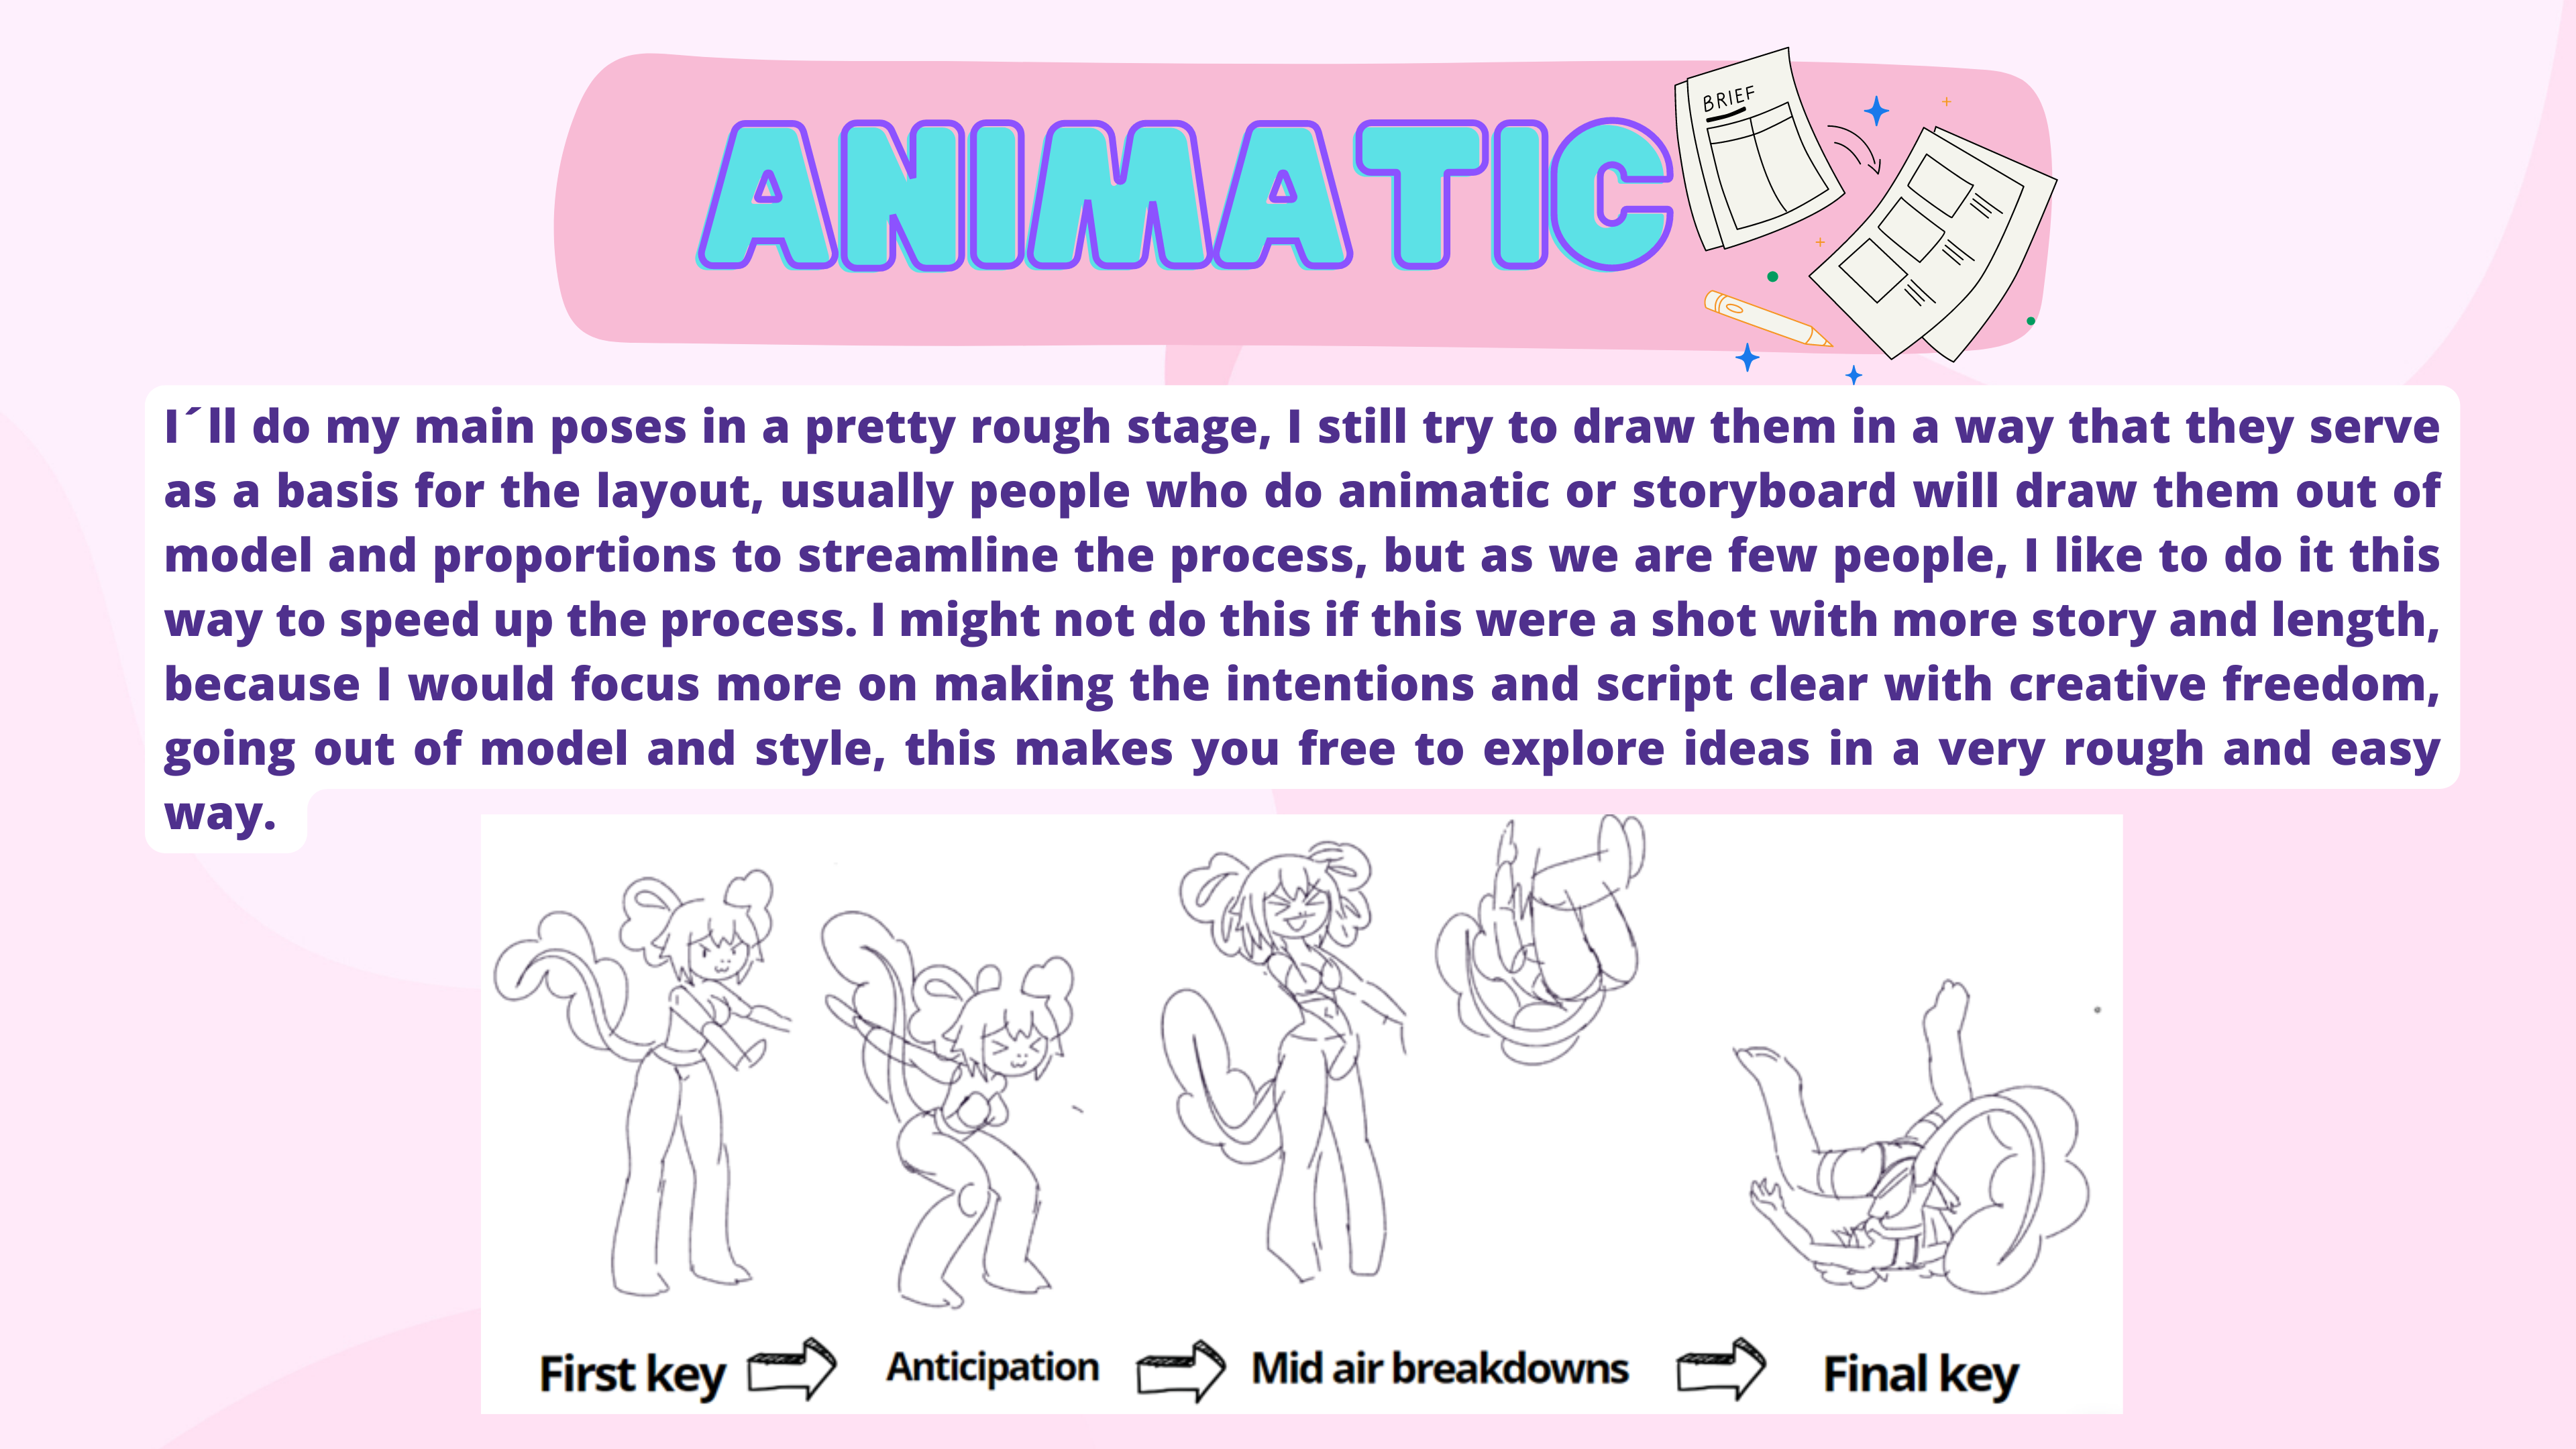 ANIMATIC
BRIEF
I´ll do my main poses in a pretty rough stage, I still try to draw them in a way that they serve
as a basis for the layout, usually people who do animatic or storyboard will draw them out of
model and proportions to streamline the process, but as we are few people, I like to do it this
way to speed up the process. I might not do this if this were a shot with more story and length,
because I would focus more on making the intentions and script clear with creative freedom,
going out of model and style, this makes you free to explore ideas in a very rough and easy
way.
First key
Anticipation
Mid air breakdowns
Final key